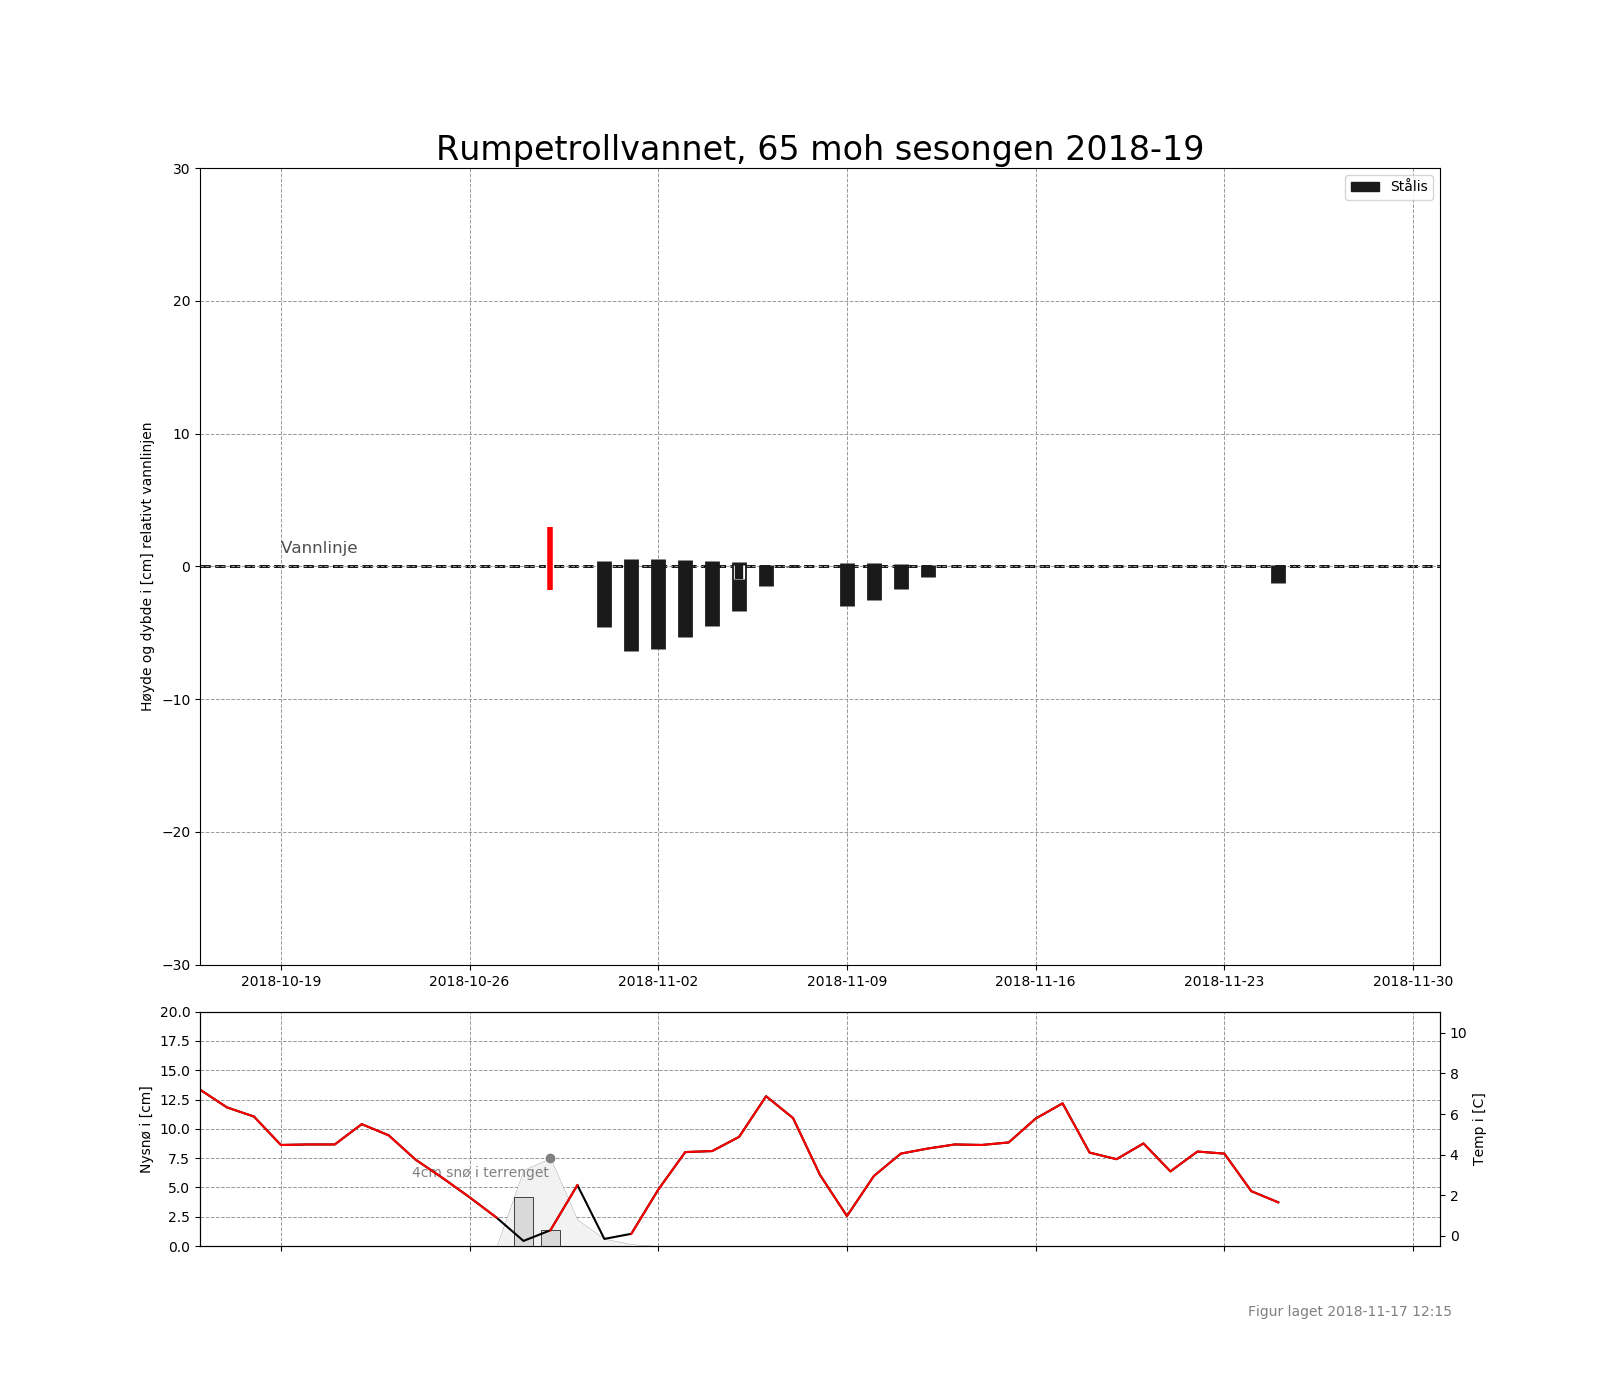 Rumpetrollvannet, 65 moh sesongen 2018-19
Stålis
30
20
10
0
−10
−20
−30
Høyde og dybde i [cm] relativt vannlinjen
Vannlinje
2018-10-19 2018-10-26 2018-11-02 2018-11-09 2018-11-16 2018-11-23 2018-11-30
20.0
17.5
15.0
12.5
10.0
7.5
5.0
2.5
0.0
Nysnø i [cm]
4cm snø i terrenget
10
8
6
4
2
0
Temp i [C]
Figur laget 2018-11-17 12:15